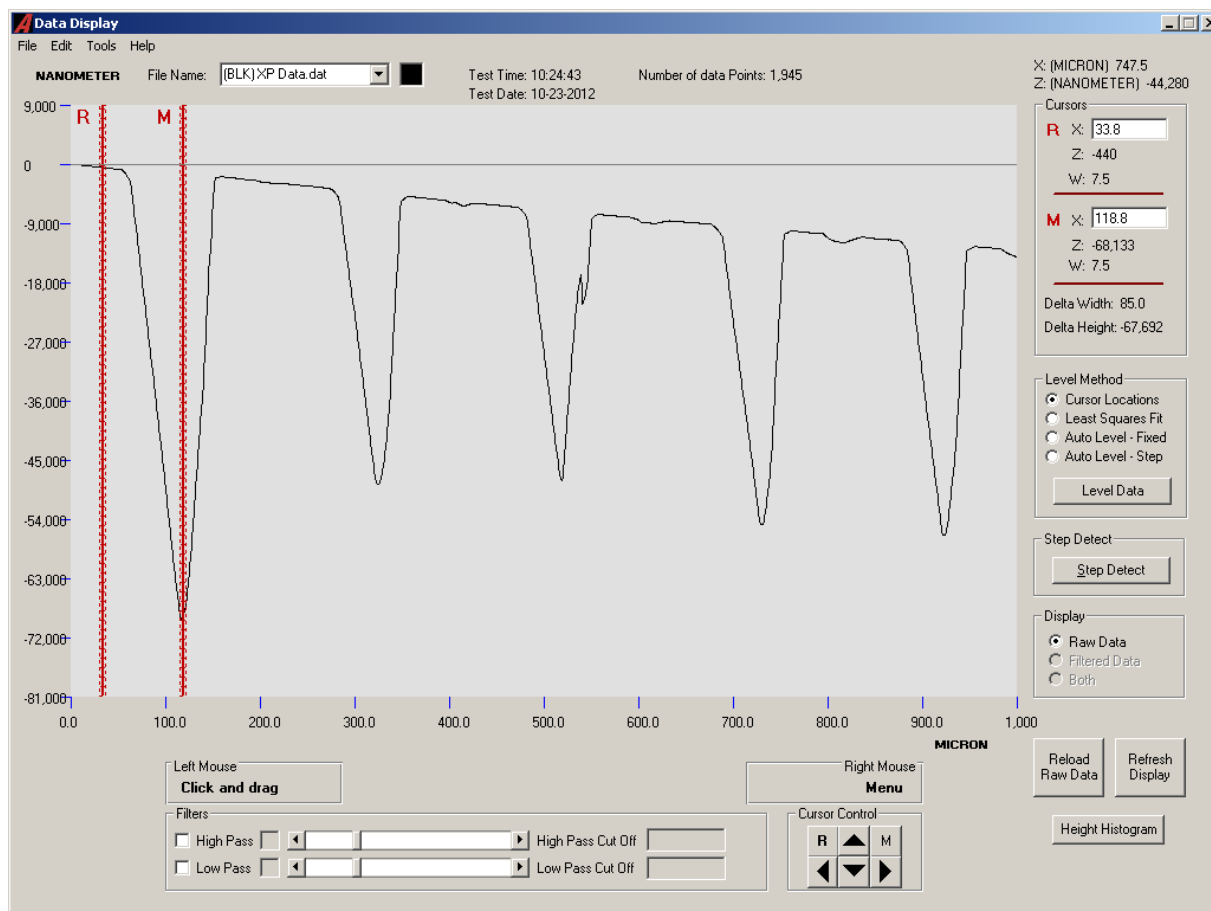 Data Display
File Edit Tools Help
NANOMETER File Name: (BLK) XP Data.dat Test Time: 10:24:43 Number of data Points: 1,945
Test Date: 10-23-2012
X: (MICRON) 747.5
Z: (NANOMETER) -44,280
Cursors
R X: 33.8
Z: -440
W: 7.5
M X: 118.8
Z: -68,133
W: 7.5
Delta Width: 85.0
Delta Height: -67,692
Level Method
Cursor Locations
Least Squares Fit
Auto Level - Fixed
Auto Level - Step
Level Data
Step Detect
Step Detect
Display
Raw Data
Filtered Data
Both
R M
9,000
0
-9,000
-18,000
-27,000
-36,000
-45,000
-54,000
-63,000
-72,000
-81,000
0.0 100.0 200.0 300.0 400.0 500.0 600.0 700.0 800.0 900.0 1,000
MICRON
Reload Raw Data
Refresh Display
Height Histogram
Left Mouse
Click and drag
Right Mouse
Menu
Filters
High Pass High Pass Cut Off
Low Pass Low Pass Cut Off
Cursor Control
R M